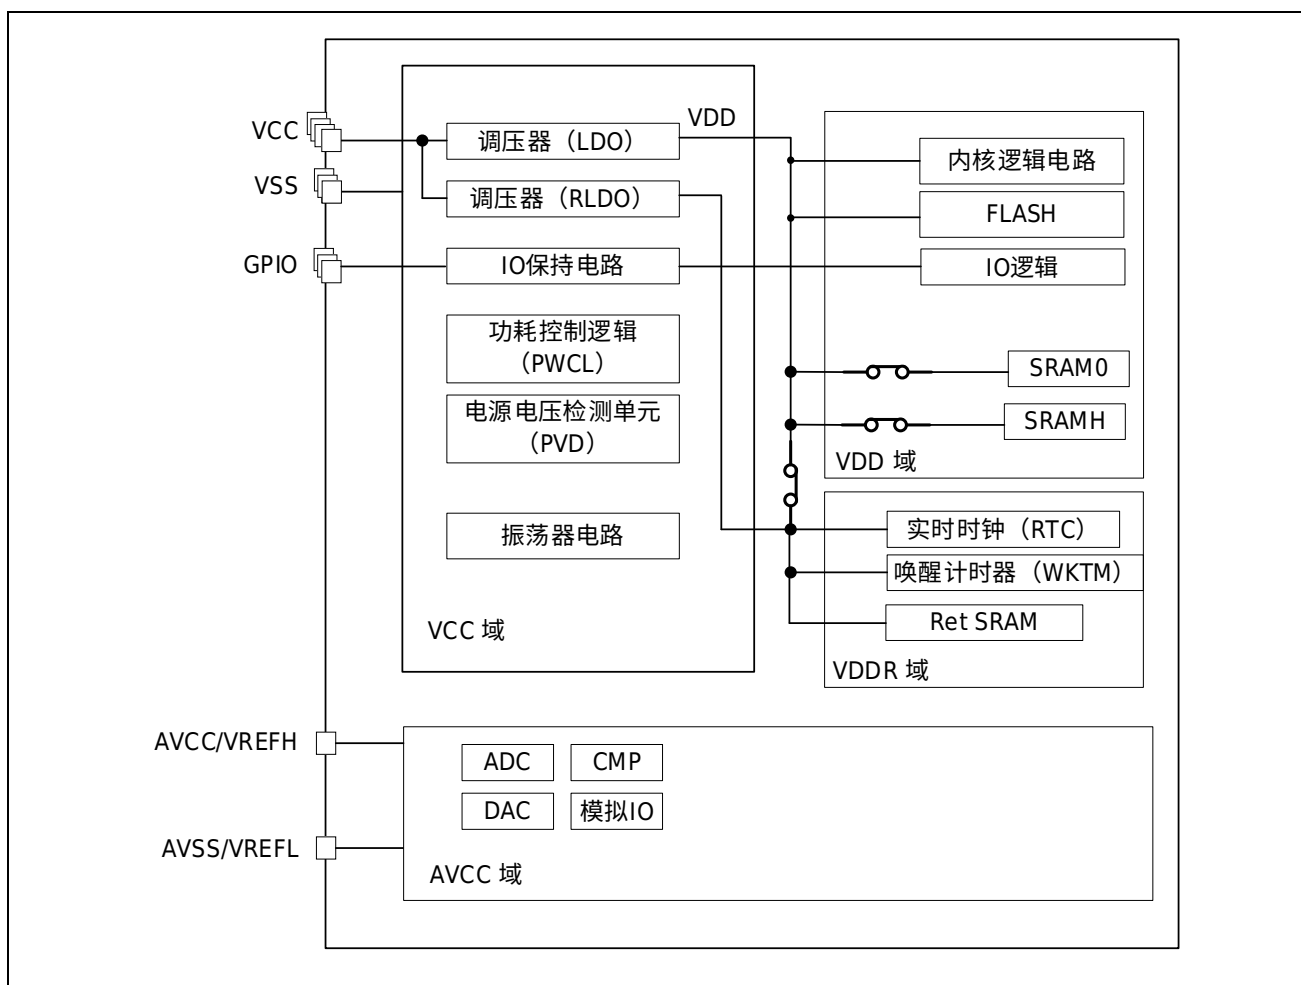 VCC
VSS
GPIO
调压器（LDO）
VDD
调压器（RLDO）
IO保持电路
功耗控制逻辑
（PWCL）
电源电压检测单元
（PVD）
振荡器电路
VCC 域
内核逻辑电路
FLASH
IO逻辑
SRAM0
SRAMH
VDD 域
实时时钟（RTC）
唤醒计时器（WKTM）
Ret SRAM
VDDR 域
AVCC/VREFH
AVSS/VREFL
ADC
CMP
DAC
模拟IO
AVCC 域